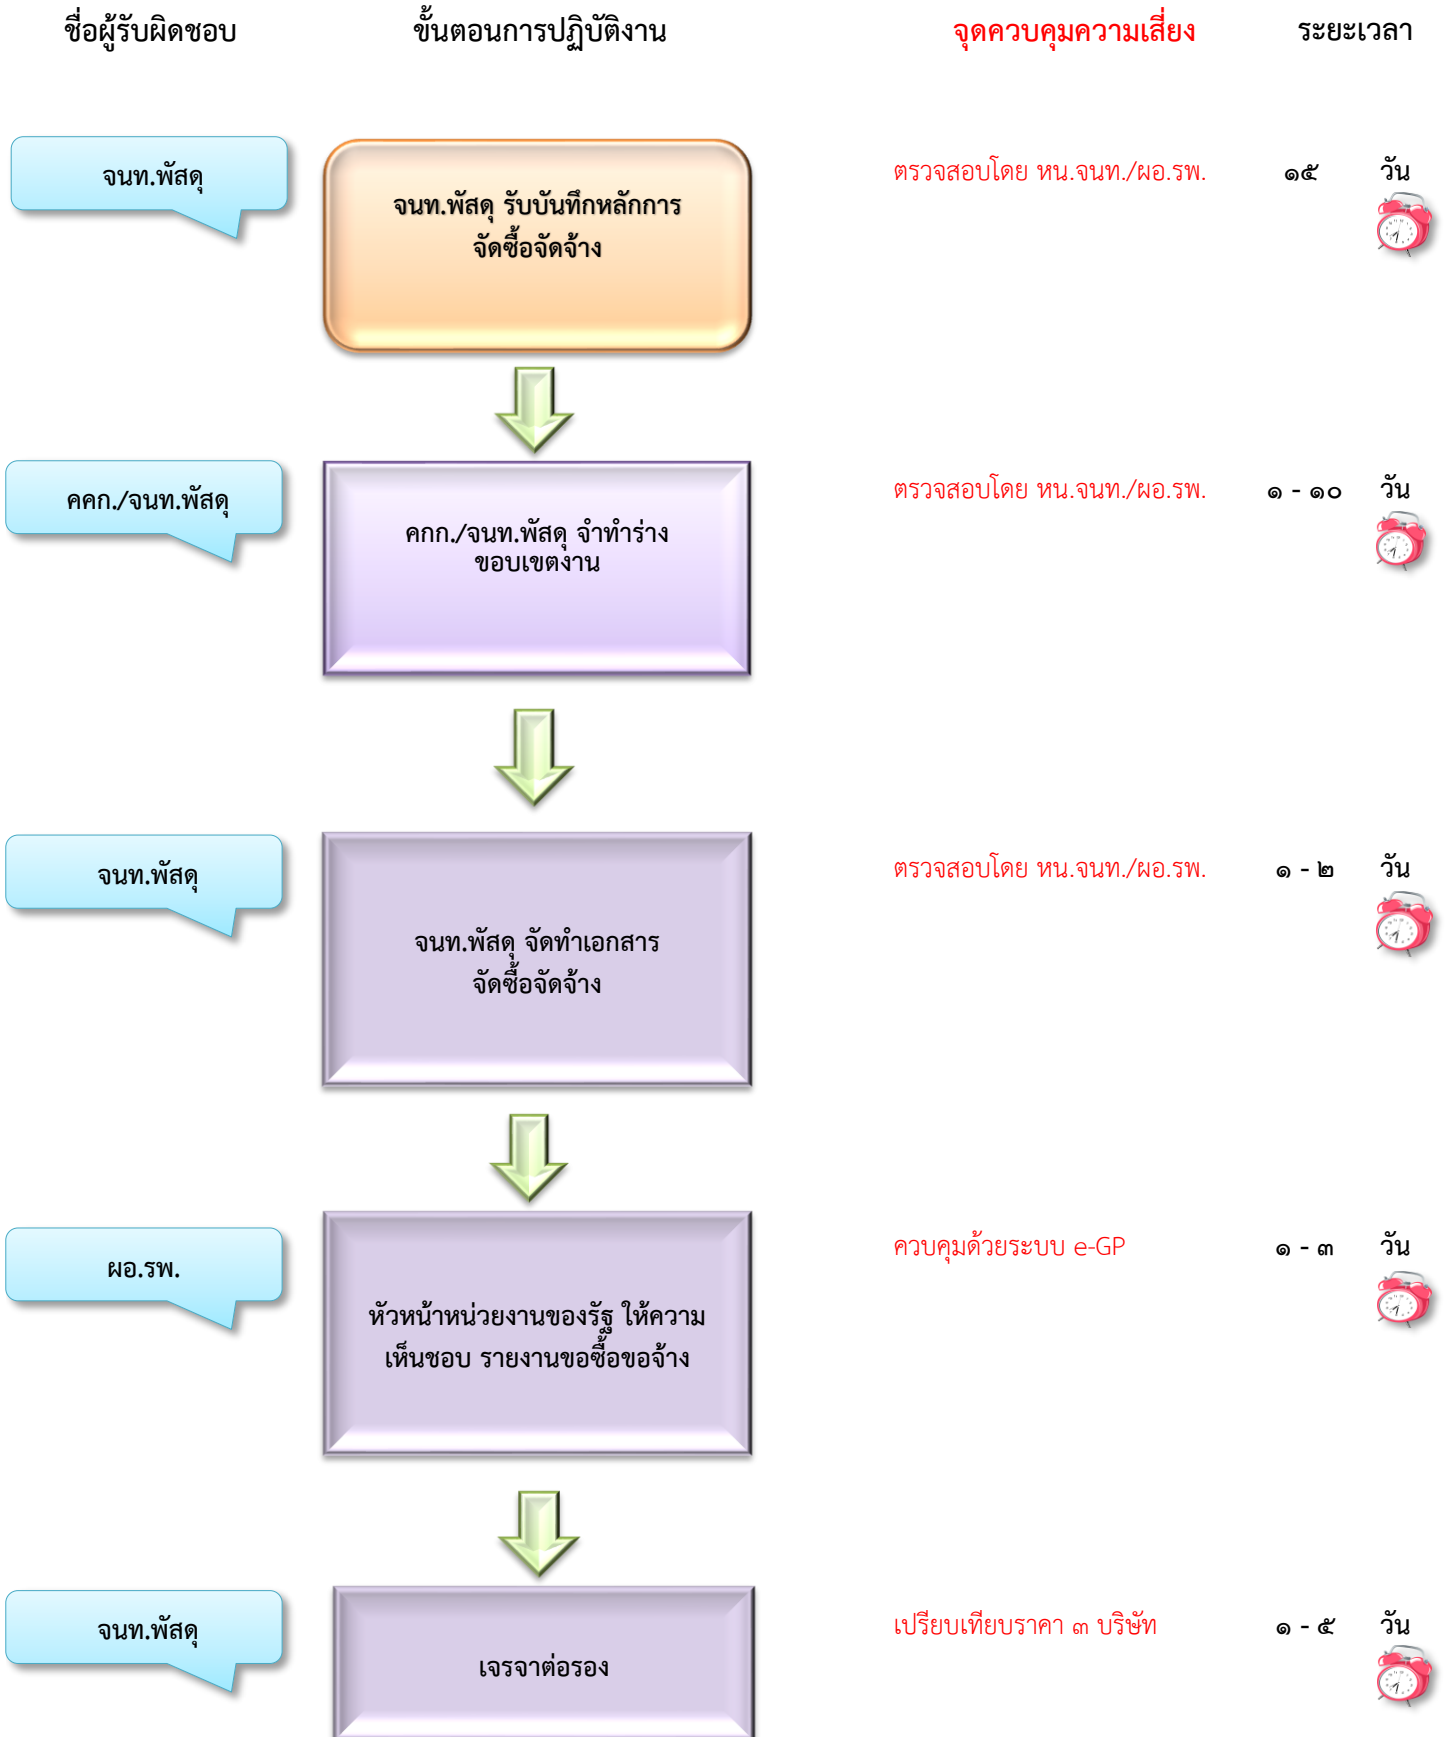 ชื่อผู้รับผิดชอบ ขั้นตอนการปฏิบัติงาน จุดควบคุมความเสี่ยง ระยะเวลา
จนท.พัสดุ
จนท.พัสดุ รับบันทึกหลักการ
จัดซื้อจัดจ้าง
ตรวจสอบโดย หน.จนท./ผอ.รพ. ๑๕ วัน
คคก./จนท.พัสดุ
คกก./จนท.พัสดุ จำทำร่าง
ขอบเขตงาน
ตรวจสอบโดย หน.จนท./ผอ.รพ. ๑ - ๑๐ วัน
จนท.พัสดุ
จนท.พัสดุ จัดทำเอกสาร
จัดซื้อจัดจ้าง
ตรวจสอบโดย หน.จนท./ผอ.รพ. ๑ - ๒ วัน
ผอ.รพ.
หัวหน้าหน่วยงานของรัฐ ให้ความ
เห็นชอบ รายงานขอซื้อขอจ้าง
ควบคุมด้วยระบบ e-GP ๑ - ๓ วัน
จนท.พัสดุ
เจรจาต่อรอง
เปรียบเทียบราคา ๓ บริษัท ๑ - ๕ วัน